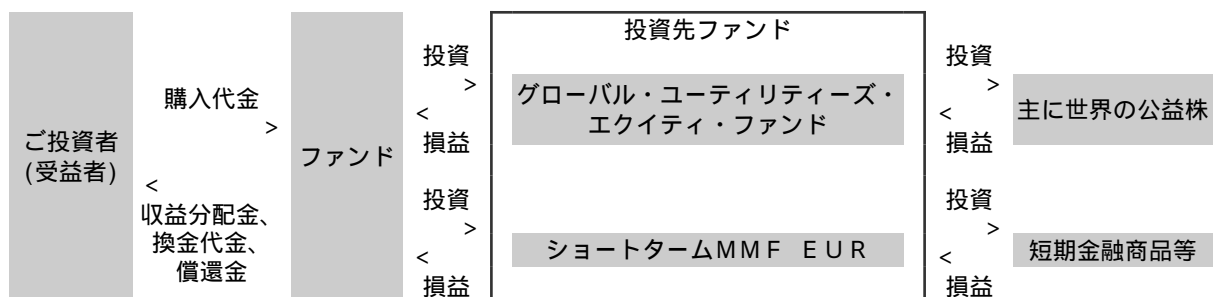 ご投資者
(受益者)
購入代金
>
<
収益分配金、
換金代金、
償還金
ファンド
投資
>
<
損益
投資
>
<
損益
投資先ファンド
グローバル・ユーティリティーズ・
エクイティ・ファンド
ショートタームMMF EUR
投資
>
<
損益
投資
>
<
損益
主に世界の公益株
短期金融商品等